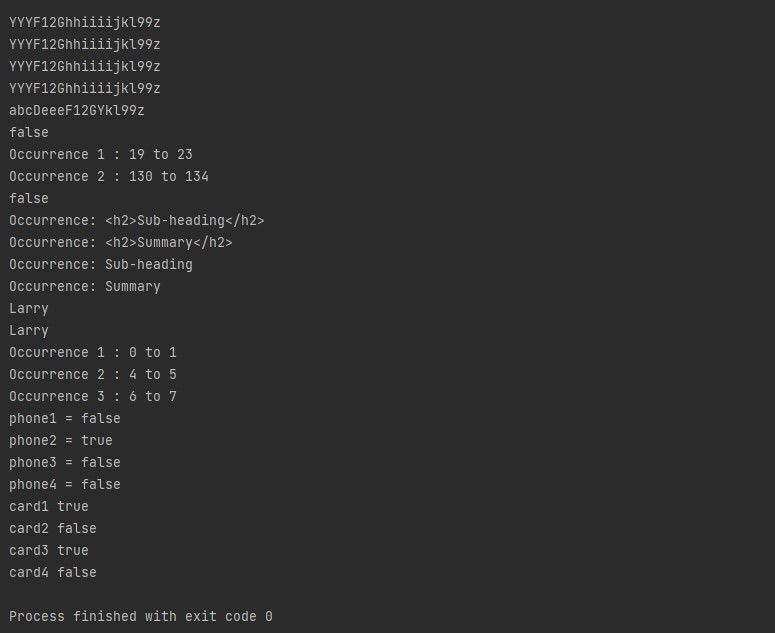 YYYF12Ghhiiiijkl99z
YYYF12Ghhiiiijkl99z
YYYF12Ghhiiiijkl99z
YYYF12Ghhiiiijkl99z
abcDeeeF12GYkl99z
false
Occurrence 1 : 19 to 23
Occurrence 2 : 130 to 134
false
Occurrence: <h2>Sub-heading</h2>
Occurrence: <h2>Summary</h2>
Occurrence: Sub-heading
Occurrence: Summary
Larry
Larry
Occurrence 1 : 0 to 1
Occurrence 2 : 4 to 5
Occurrence 3 : 6 to 7
phone1 = false
phone2 = true
phone3 = false
phone4 = false
card1 true
card2 false
card3 true
card4 false
Process finished with exit code 0